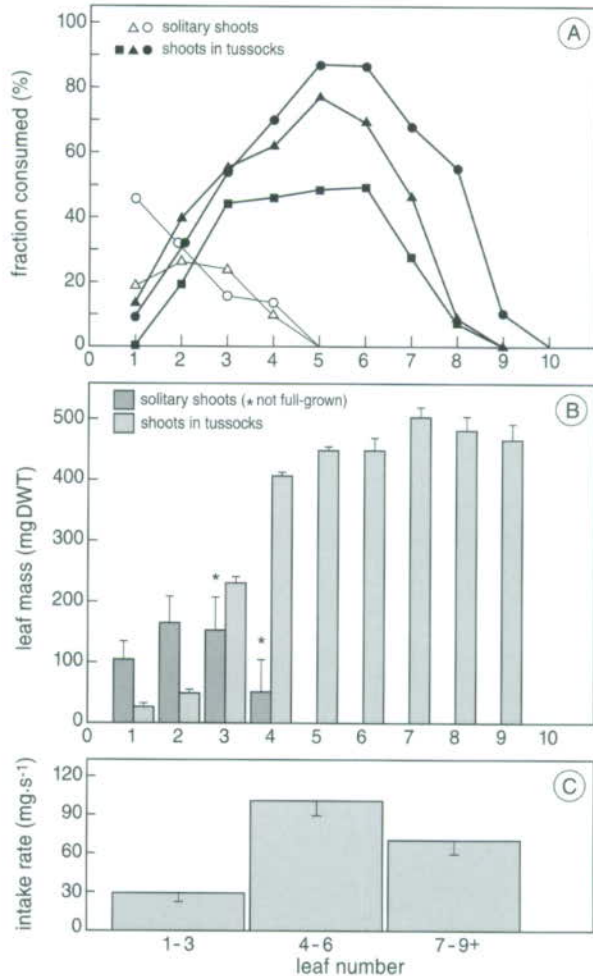 100
80
60
40
20
0
fraction consumed (%)
solitary shoots
shoots in tussocks
A
0 1 2 3 4 5 6 7 8 9 10
500
400
300
200
100
0
leaf mass (mgDWT)
solitary shoots (* not full-grown)
shoots in tussocks
B
*
*
0 1 2 3 4 5 6 7 8 9 10
120
90
60
30
0
intake rate (mg·s-1)
C
1-3 4-6 7-9+
leaf number